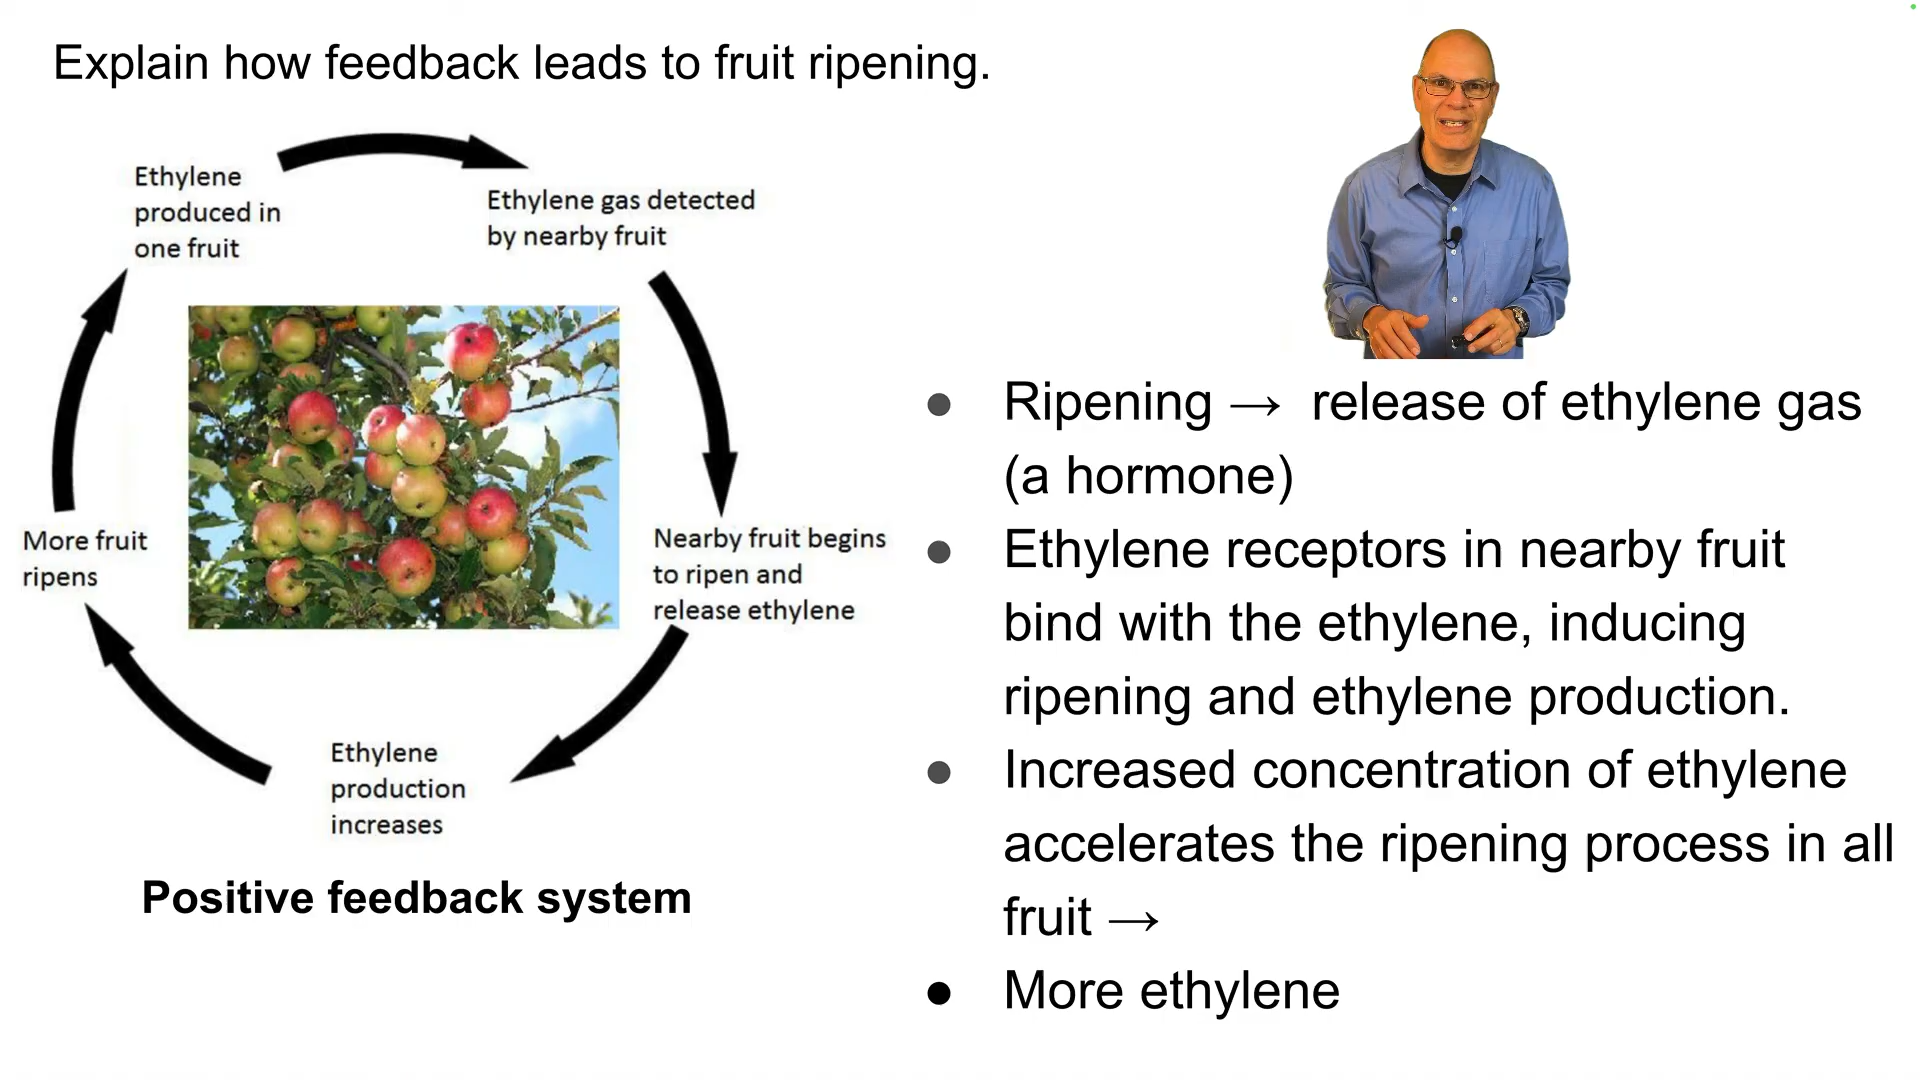 Explain how feedback leads to fruit ripening.
Ethylene
produced in
one fruit
Ethylene gas detected
by nearby fruit
Nearby fruit begins
to ripen and
release ethylene
Ethylene
production
increases
More fruit
ripens
Positive feedback system
● Ripening → release of ethylene gas
(a hormone)
● Ethylene receptors in nearby fruit
bind with the ethylene, inducing
ripening and ethylene production.
● Increased concentration of ethylene
accelerates the ripening process in all
fruit →
● More ethylene